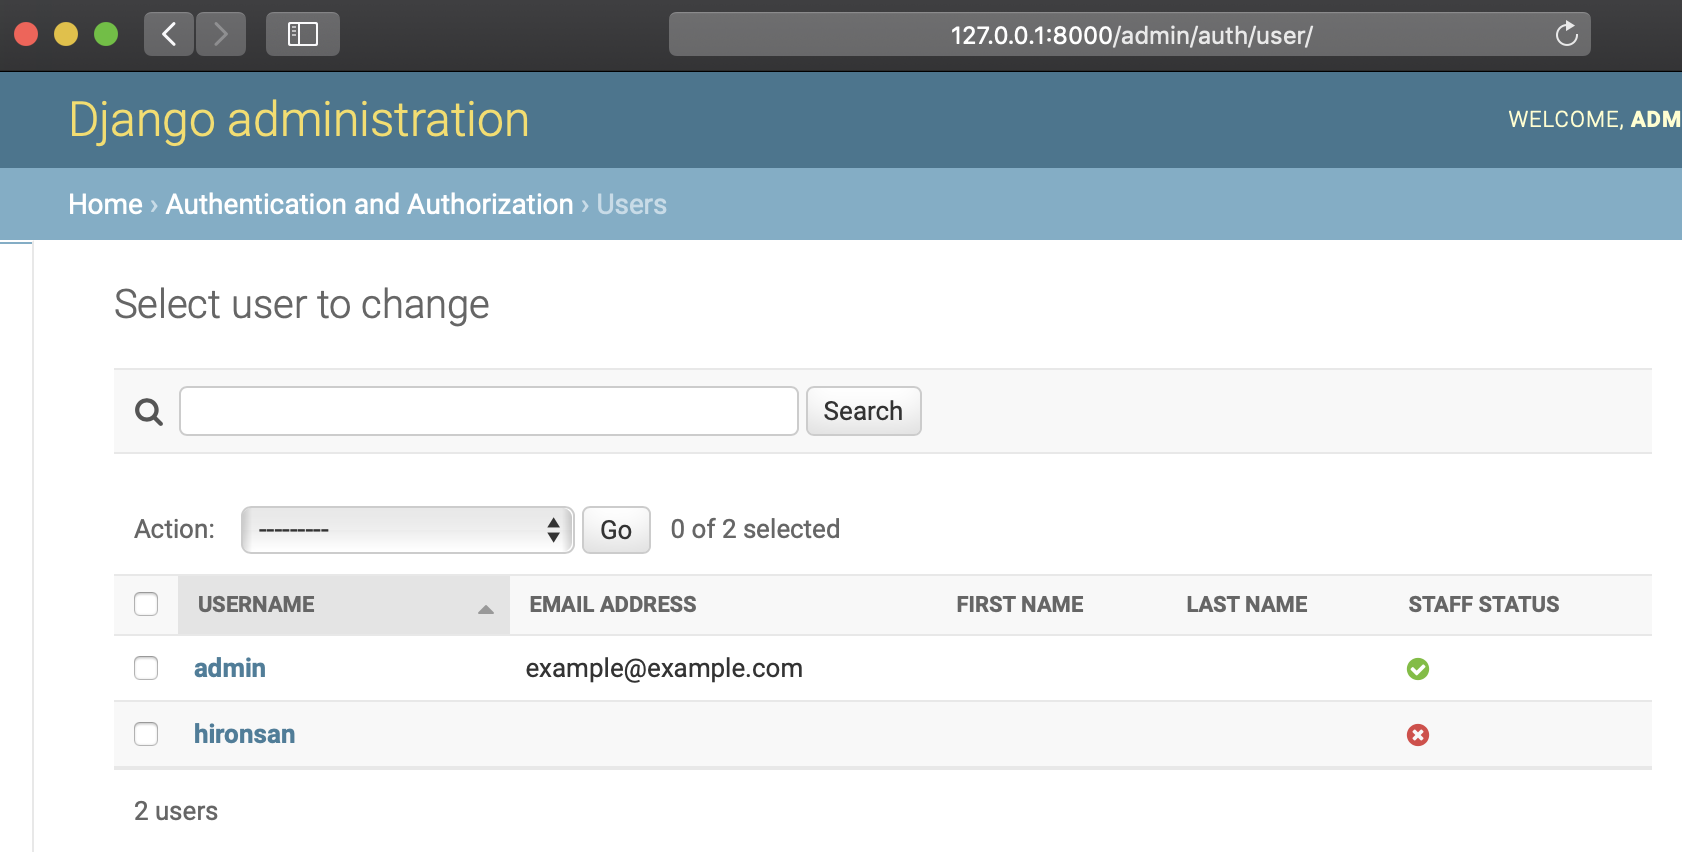 127.0.0.1:8000/admin/auth/user/
Django administration
WELCOME, ADM
Home › Authentication and Authorization › Users
Select user to change
Search
Action: --------- Go 0 of 2 selected
USERNAME EMAIL ADDRESS FIRST NAME LAST NAME STAFF STATUS
admin example@example.com
hironsan
2 users